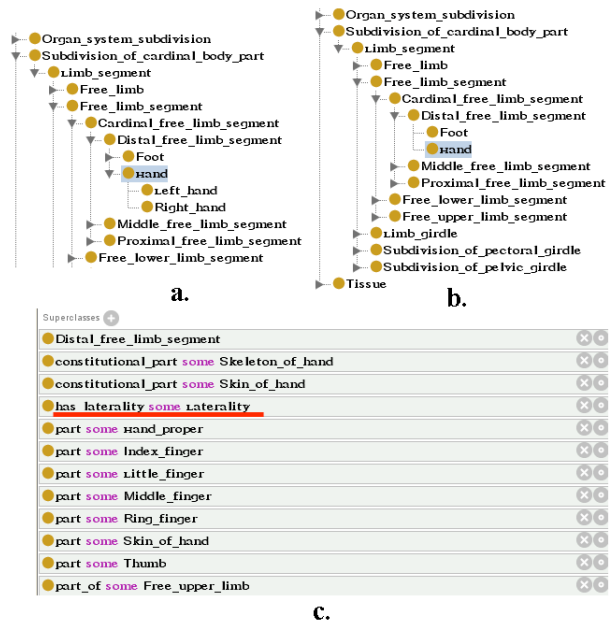 Organ_system_subdivision
Subdivision_of_cardinal_body_part
Limb_segment
Free_limb
Free_limb_segment
Cardinal_free_limb_segment
Distal_free_limb_segment
Foot
Hand
Left_hand
Right_hand
Middle_free_limb_segment
Proximal_free_limb_segment
Free_lower_limb_segment
a.
Organ_system_subdivision
Subdivision_of_cardinal_body_part
Limb_segment
Free_limb
Free_limb_segment
Cardinal_free_limb_segment
Distal_free_limb_segment
Foot
Hand
Middle_free_limb_segment
Proximal_free_limb_segment
Free_lower_limb_segment
Free_upper_limb_segment
Limb_girdle
Subdivision_of_pectoral_girdle
Subdivision_of_pelvic_girdle
Tissue
b.
Superclasses
Distal_free_limb_segment
constitutional_part some Skeleton_of_hand
constitutional_part some Skin_of_hand
has_laterality some Laterality
part some Hand_proper
part some Index_finger
part some Little_finger
part some Middle_finger
part some Ring_finger
part some Skin_of_hand
part some Thumb
part_of some Free_upper_limb
c.